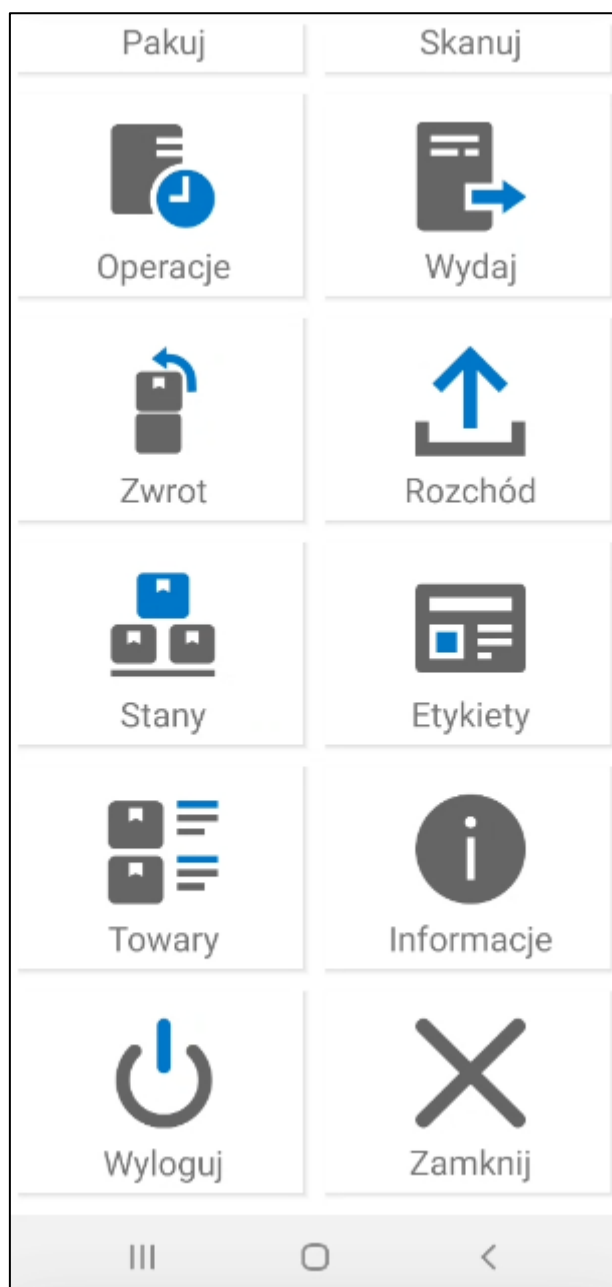 Pakuj
Skanuj
Operacje
Wydaj
Zwrot
Rozchód
Stany
Etykiety
Towary
Informacje
Wyloguj
Zamknij